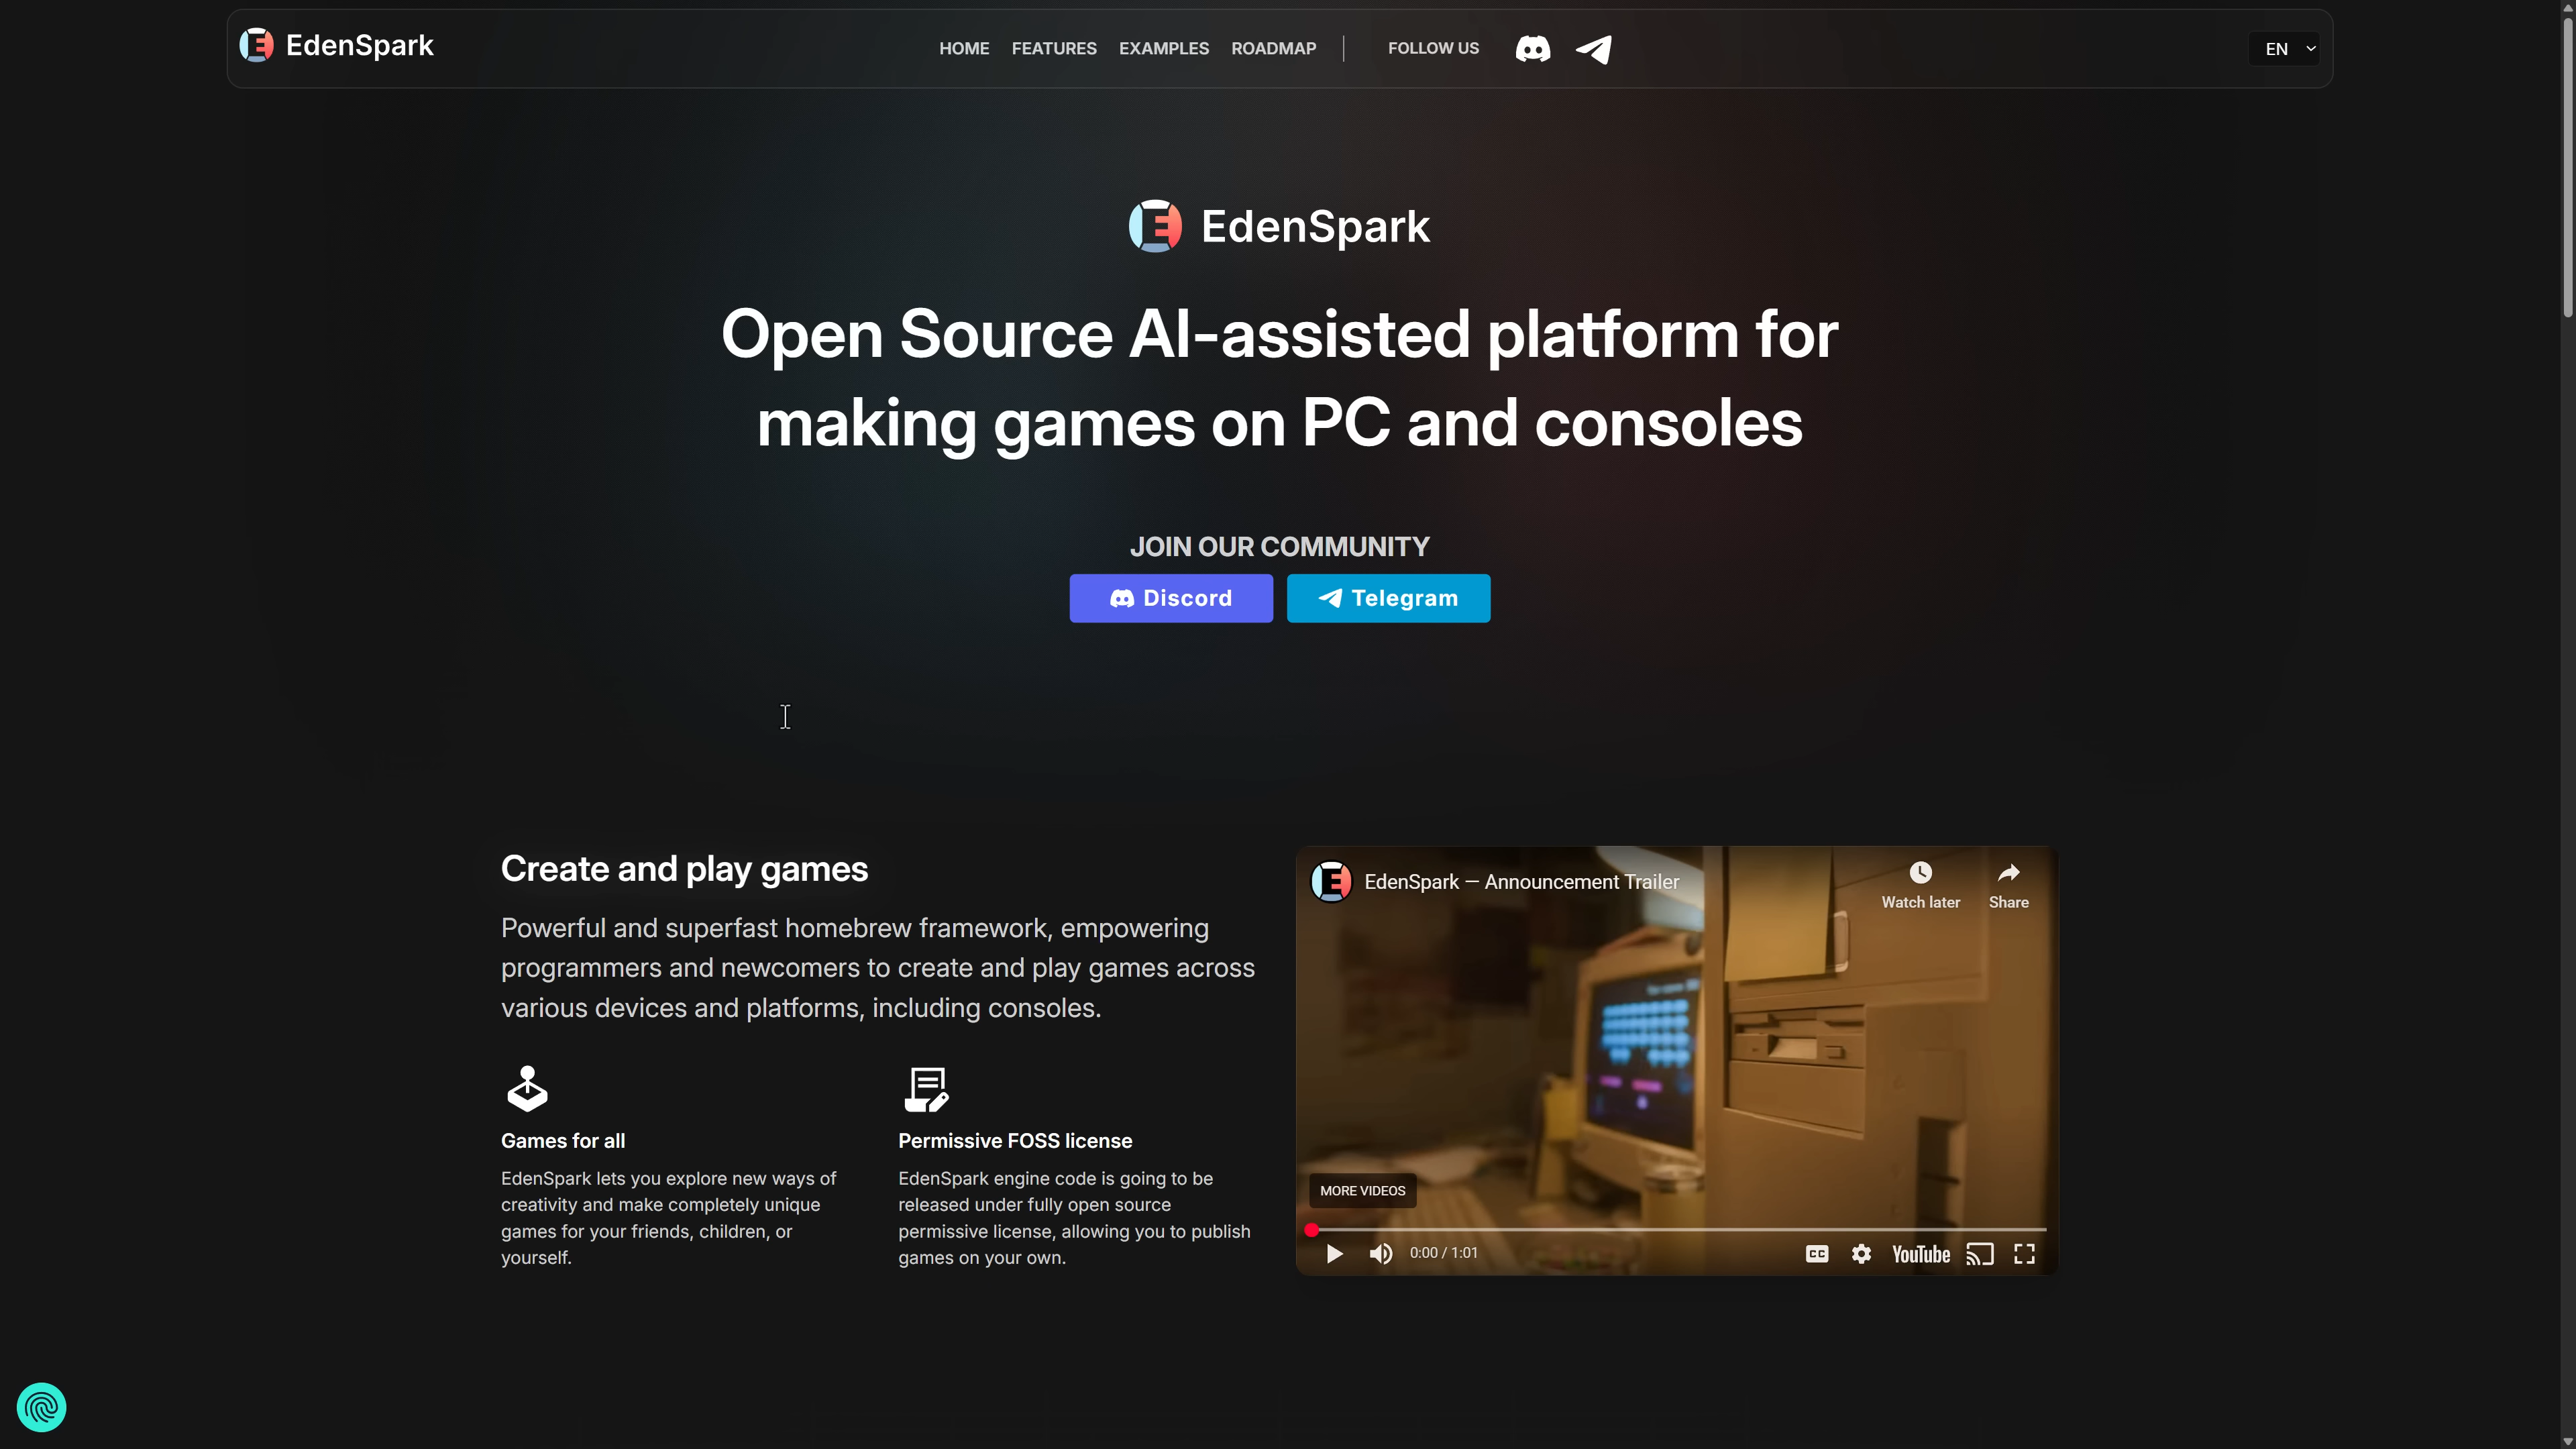 EdenSpark
HOME FEATURES EXAMPLES ROADMAP FOLLOW US
EN
EdenSpark
Open Source AI-assisted platform for
making games on PC and consoles
JOIN OUR COMMUNITY
Discord Telegram
Create and play games
Powerful and superfast homebrew framework, empowering
programmers and newcomers to create and play games across
various devices and platforms, including consoles.
Games for all
EdenSpark lets you explore new ways of
creativity and make completely unique
games for your friends, children, or
yourself.
Permissive FOSS license
EdenSpark engine code is going to be
released under fully open source
permissive license, allowing you to publish
games on your own.
EdenSpark — Announcement Trailer
Watch later Share
MORE VIDEOS
0:00 / 1:01
CC
YouTube